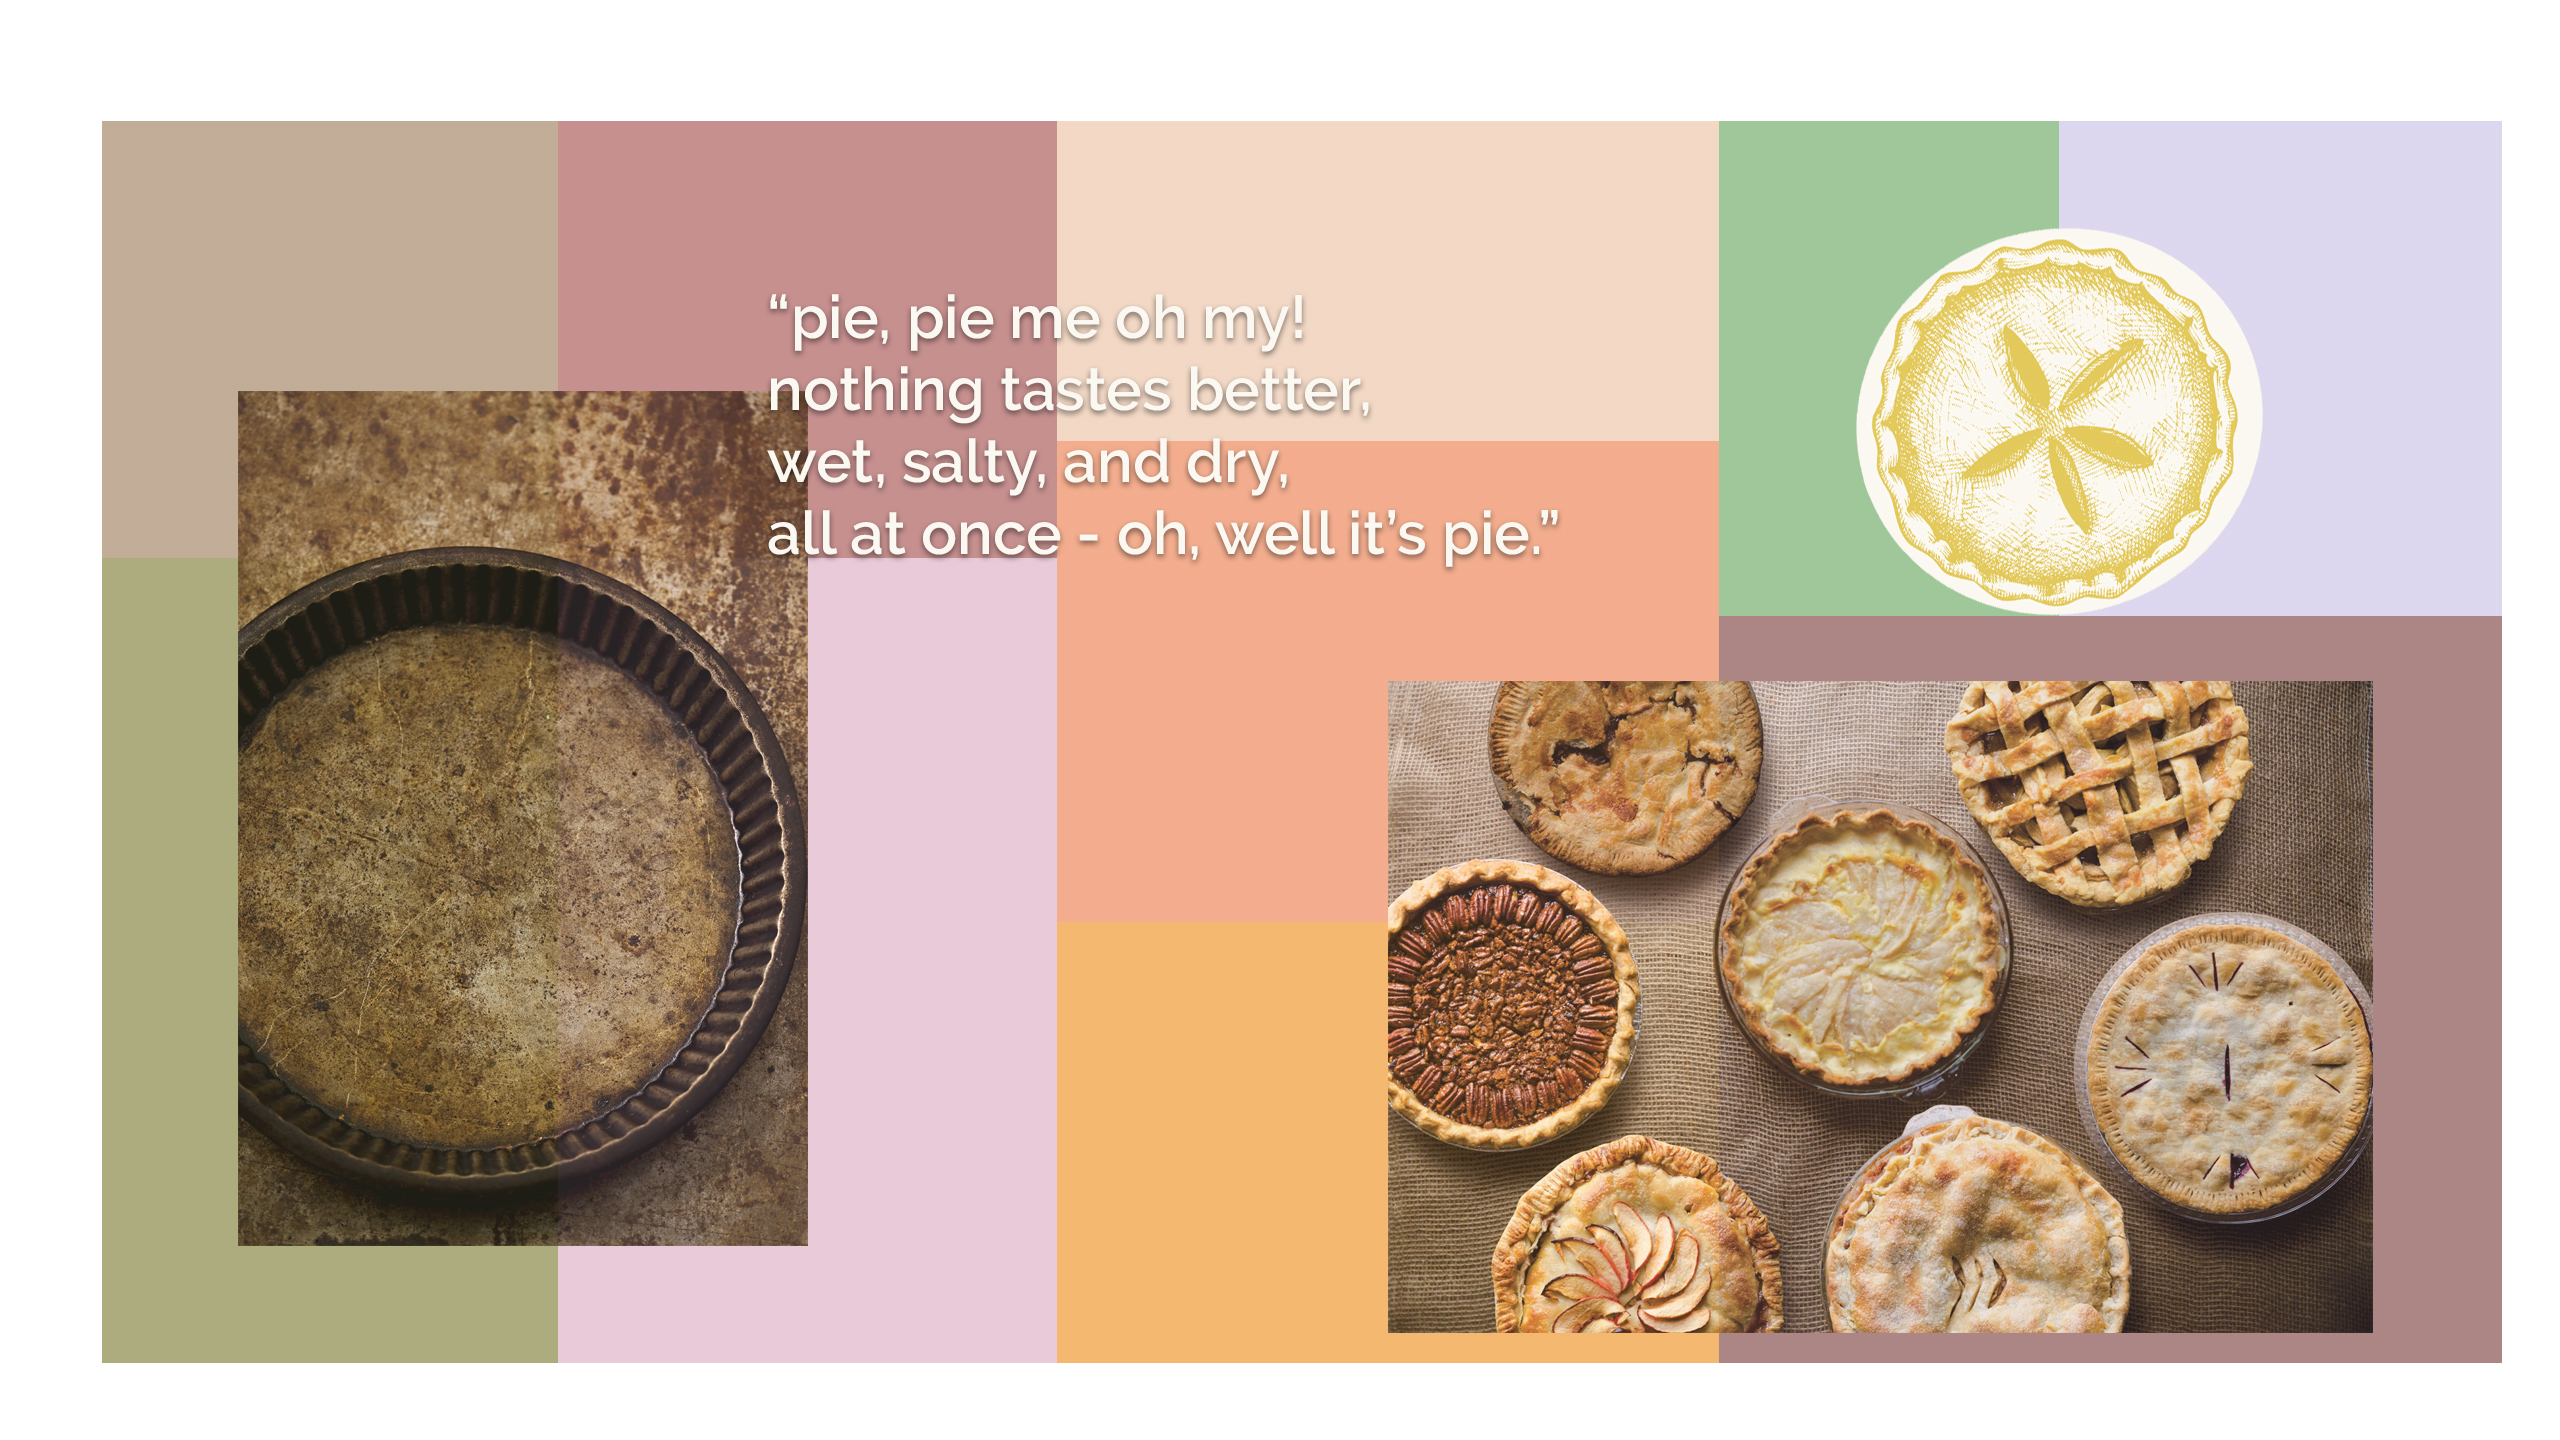 “pie, pie me oh my!
nothing tastes better,
wet, salty, and dry,
all at once - oh, well it’s pie.”